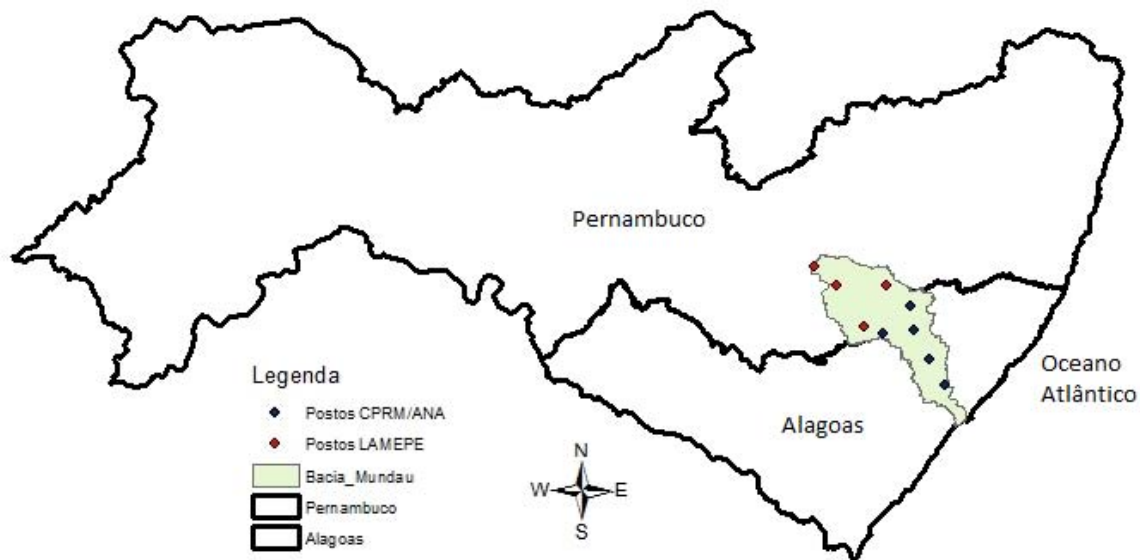 Pernambuco
Oceano
Atlântico
Alagoas
Legenda
Postos CPRM/ANA
Postos LAMEPE
Bacia_Mundau
Pernambuco
Alagoas
N
W E
S